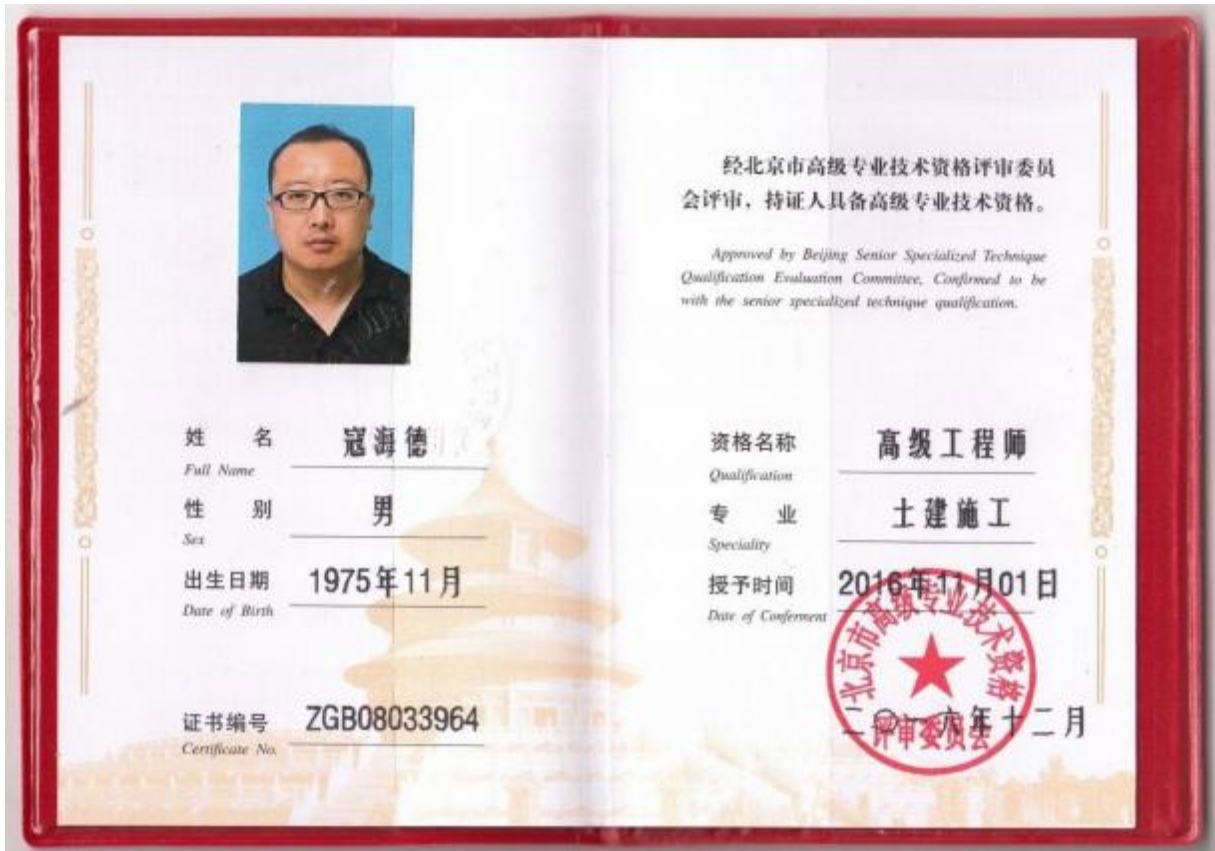 姓 名 寇海德
Full Name
性 别 男
Sex
出生日期 1975年11月
Date of Birth
证书编号 ZGB08033964
Certificate No.
经北京市高级专业技术资格评审委员
会评审，持证人具备高级专业技术资格。
Approved by Beijing Senior Specialized Technique
Qualification Evaluation Committee, Confirmed to be
with the senior specialized technique qualification.
资格名称 高级工程师
Qualification
专 业 土建施工
Speciality
授予时间 2016年11月01日
Date of Conferment
北京市高级专业技术资格
评审委员会
二〇一六年十二月